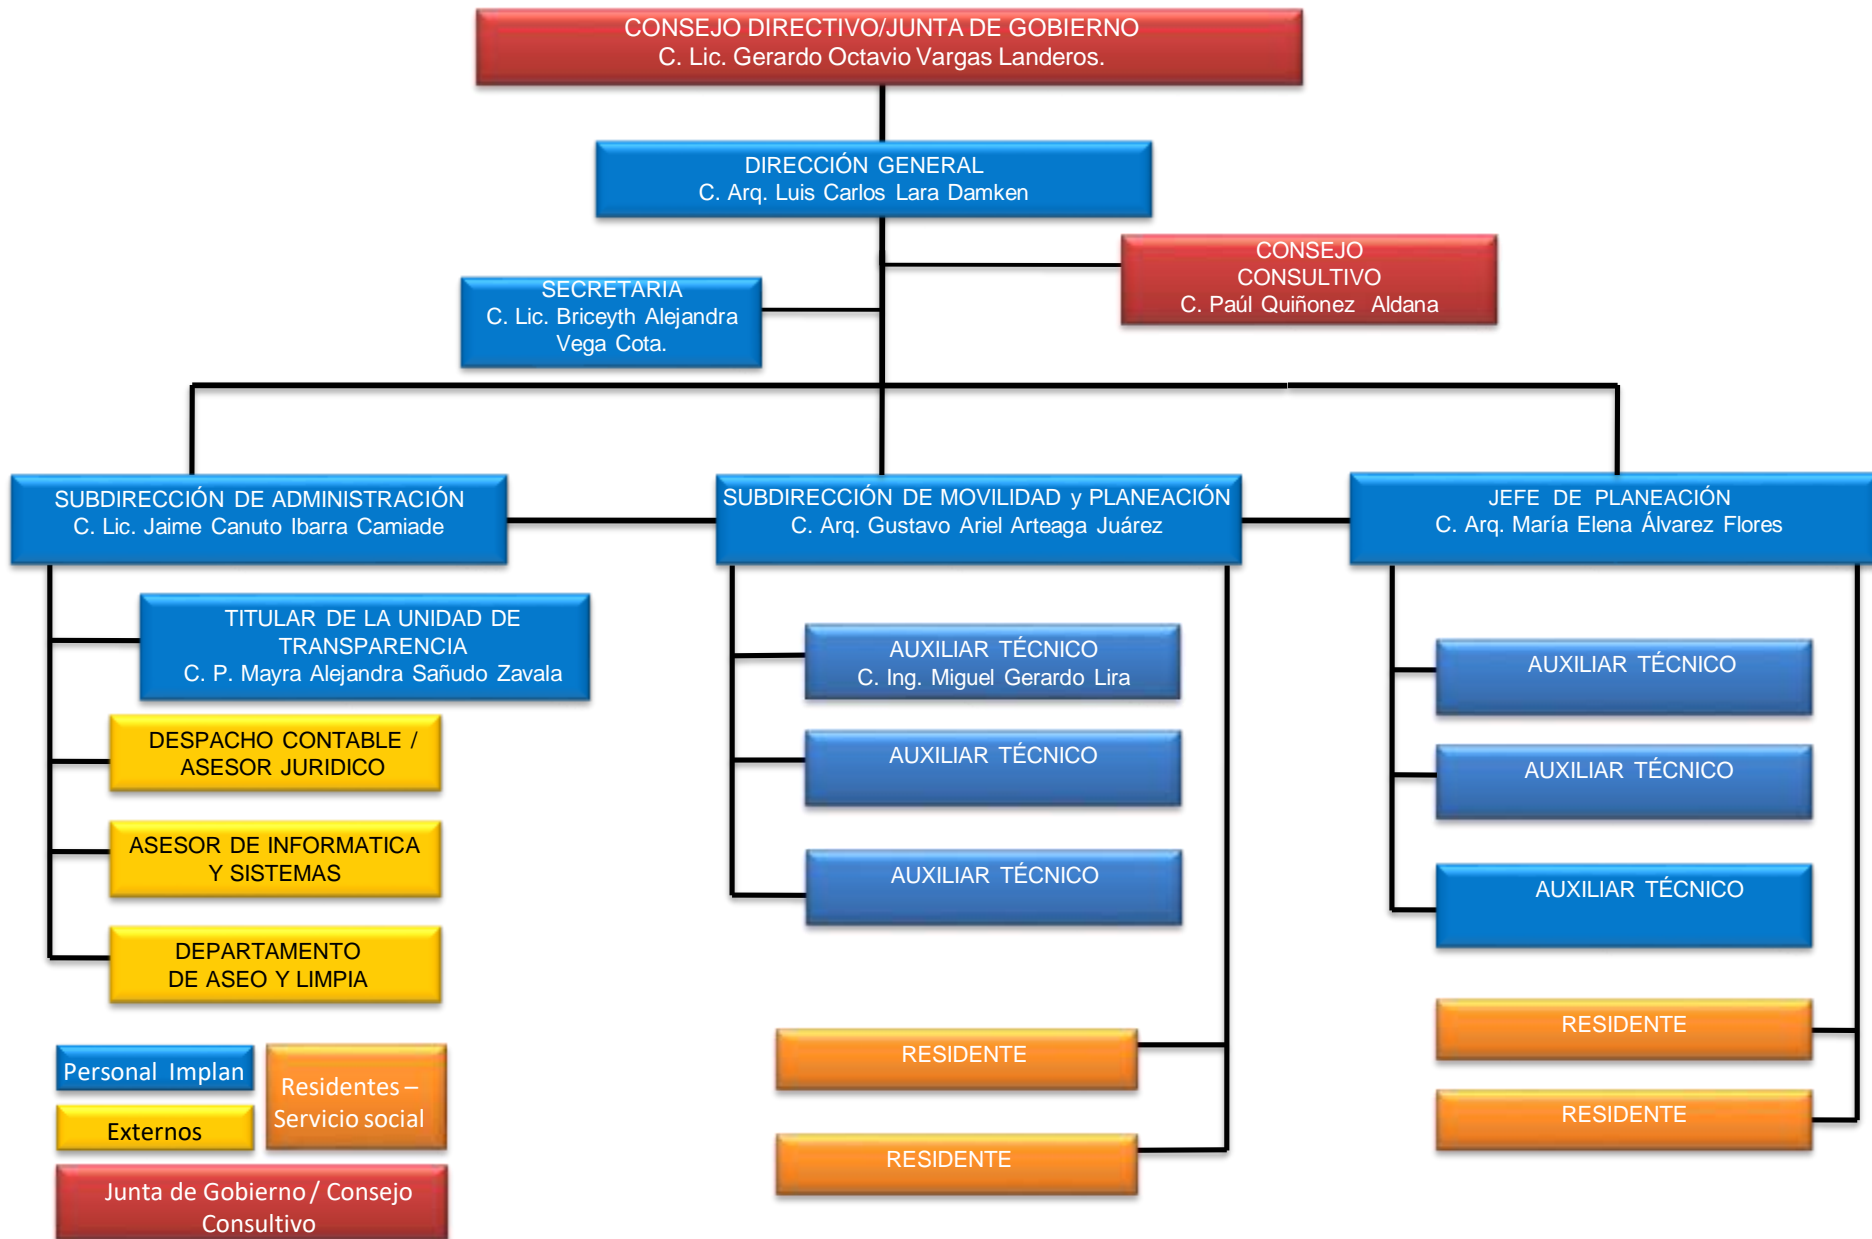 CONSEJO DIRECTIVO/JUNTA DE GOBIERNO
C. Lic. Gerardo Octavio Vargas Landeros.
DIRECCIÓN GENERAL
C. Arq. Luis Carlos Lara Damken
CONSEJO
CONSULTIVO
C. Paúl Quiñonez Aldana
SECRETARIA
C. Lic. Briceyth Alejandra
Vega Cota.
SUBDIRECCIÓN DE ADMINISTRACIÓN
C. Lic. Jaime Canuto Ibarra Camiade
SUBDIRECCIÓN DE MOVILIDAD y PLANEACIÓN
C. Arq. Gustavo Ariel Arteaga Juárez
JEFE DE PLANEACIÓN
C. Arq. María Elena Álvarez Flores
TITULAR DE LA UNIDAD DE
TRANSPARENCIA
C. P. Mayra Alejandra Sañudo Zavala
DESPACHO CONTABLE /
ASESOR JURIDICO
ASESOR DE INFORMATICA
Y SISTEMAS
DEPARTAMENTO
DE ASEO Y LIMPIA
AUXILIAR TÉCNICO
C. Ing. Miguel Gerardo Lira
AUXILIAR TÉCNICO
AUXILIAR TÉCNICO
RESIDENTE
RESIDENTE
AUXILIAR TÉCNICO
AUXILIAR TÉCNICO
AUXILIAR TÉCNICO
RESIDENTE
RESIDENTE
Personal Implan
Externos
Residentes –
Servicio social
Junta de Gobierno / Consejo
Consultivo